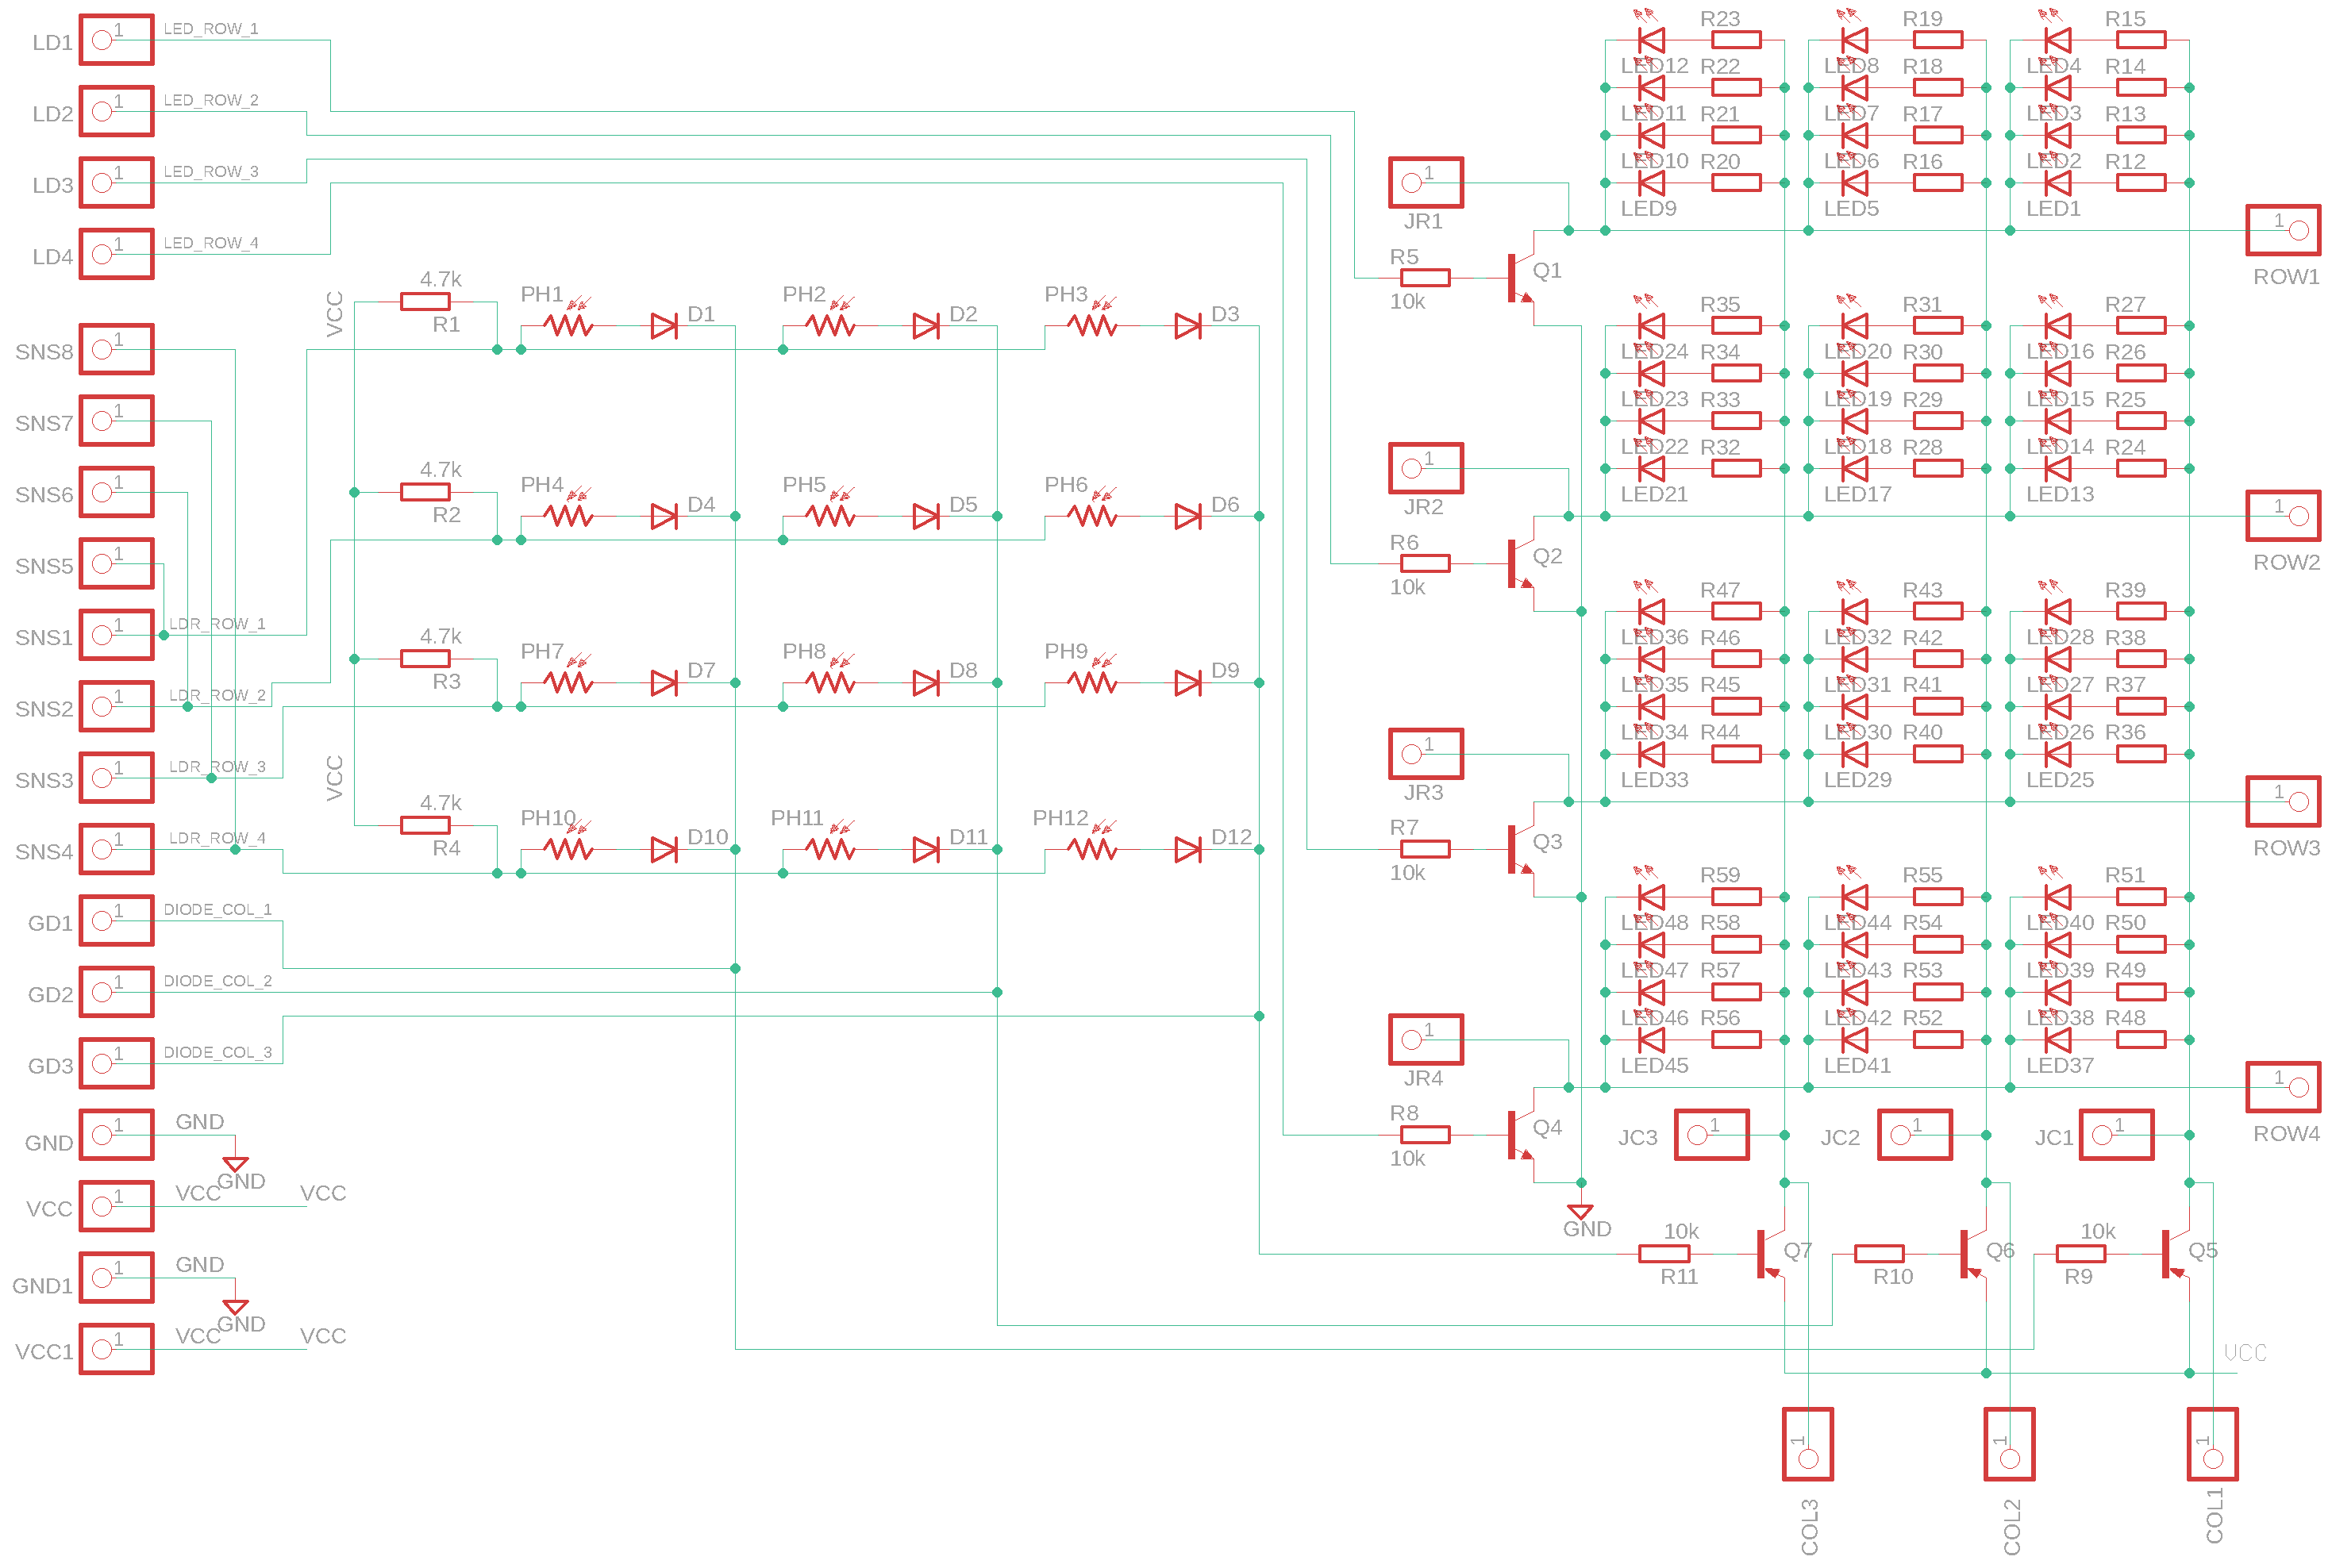 LD1 1 LED_ROW_1
LD2 1 LED_ROW_2
LD3 1 LED_ROW_3
LD4 1 LED_ROW_4
SNS8 1
SNS7 1
SNS6 1
SNS5 1
SNS1 1 LDR_ROW_1
SNS2 1 LDR_ROW_2
SNS3 1 LDR_ROW_3
SNS4 1 LDR_ROW_4
GD1 1 DIODE_COL_1
GD2 1 DIODE_COL_2
GD3 1 DIODE_COL_3
GND 1 GND
GND
VCC 1 VCC VCC
GND1 1 GND
GND
VCC1 1 VCC VCC
VCC
4.7k
R1
PH1 D1 PH2 D2 PH3 D3
4.7k
R2
PH4 D4 PH5 D5 PH6 D6
4.7k
R3
PH7 D7 PH8 D8 PH9 D9
VCC
4.7k
R4
PH10 D10 PH11 D11 PH12 D12
R23 R19 R15
LED12 R22 LED8 R18 LED4 R14
LED11 R21 LED7 R17 LED3 R13
LED10 R20 LED6 R16 LED2 R12
LED9 LED5 LED1
1
JR1
R5
10k
Q1
1
ROW1
R35 R31 R27
LED24 R34 LED20 R30 LED16 R26
LED23 R33 LED19 R29 LED15 R25
LED22 R32 LED18 R28 LED14 R24
LED21 LED17 LED13
1
JR2
R6
10k
Q2
1
ROW2
R47 R43 R39
LED36 R46 LED32 R42 LED28 R38
LED35 R45 LED31 R41 LED27 R37
LED34 R44 LED30 R40 LED26 R36
LED33 LED29 LED25
1
JR3
R7
10k
Q3
1
ROW3
R59 R55 R51
LED48 R58 LED44 R54 LED40 R50
LED47 R57 LED43 R53 LED39 R49
LED46 R56 LED42 R52 LED38 R48
LED45 LED41 LED37
1
JR4
R8
10k
Q4
1
ROW4
JC3 1 JC2 1 JC1 1
GND
10k
R11
Q7
R10
Q6
10k
R9
Q5
VCC
1
COL3
1
COL2
1
COL1